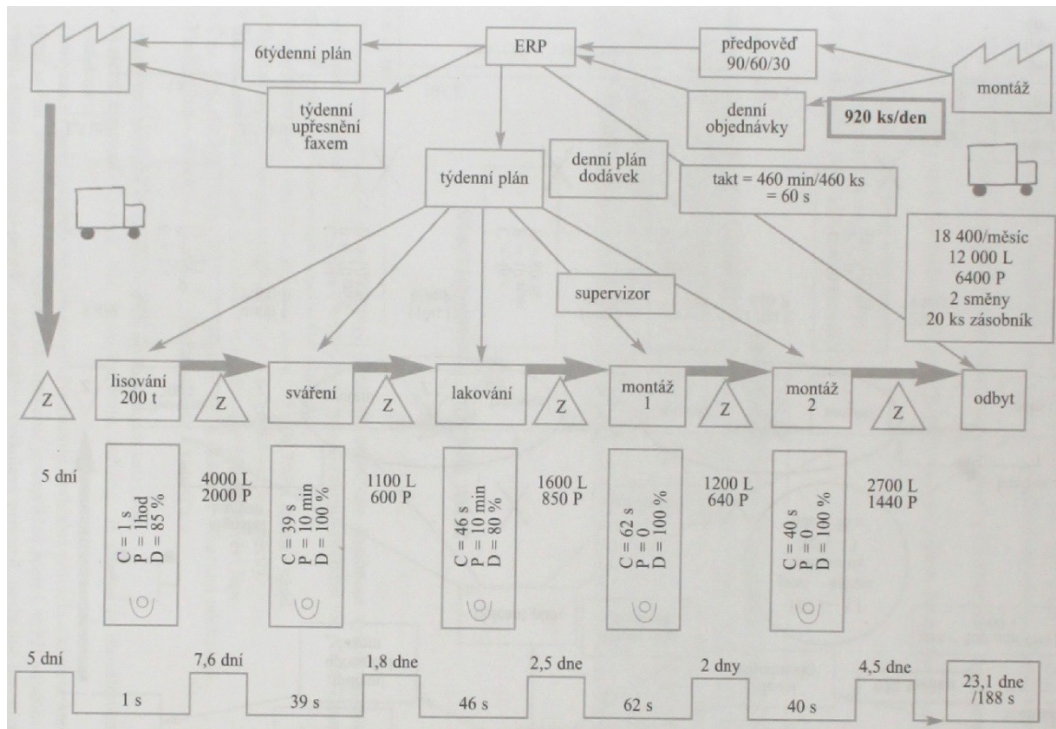 6týdenní plán
ERP
předpověď
90/60/30
montáž
týdenní
upřesnění
faxem
denní
objednávky
920 ks/den
týdenní plán
denní plán
dodávek
takt = 460 min/460 ks
= 60 s
18 400/měsíc
12 000 L
6400 P
2 směny
20 ks zásobník
supervizor
Z
lisování
200 t
Z
sváření
Z
lakování
Z
montáž
1
Z
montáž
2
Z
odbyt
5 dní
C = 1 s
P = 1hod
D = 85 %
4000 L
2000 P
C = 39 s
P = 10 min
D = 100 %
1100 L
600 P
C = 46 s
P = 10 min
D = 80 %
1600 L
850 P
C = 62 s
P = 0
D = 100 %
1200 L
640 P
C = 40 s
P = 0
D = 100 %
2700 L
1440 P
5 dní
1 s
7,6 dní
39 s
1,8 dne
46 s
2,5 dne
62 s
2 dny
40 s
4,5 dne
23,1 dne
/188 s